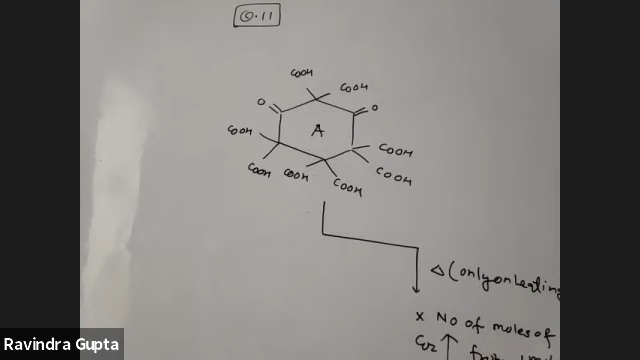 Q.11
COOH
COOH
O
O
COOH
A
COOH
COOH
COOH
COOH
COOH
Δ (only on heating
x No of moles of
CO2 ↑
Ravindra Gupta